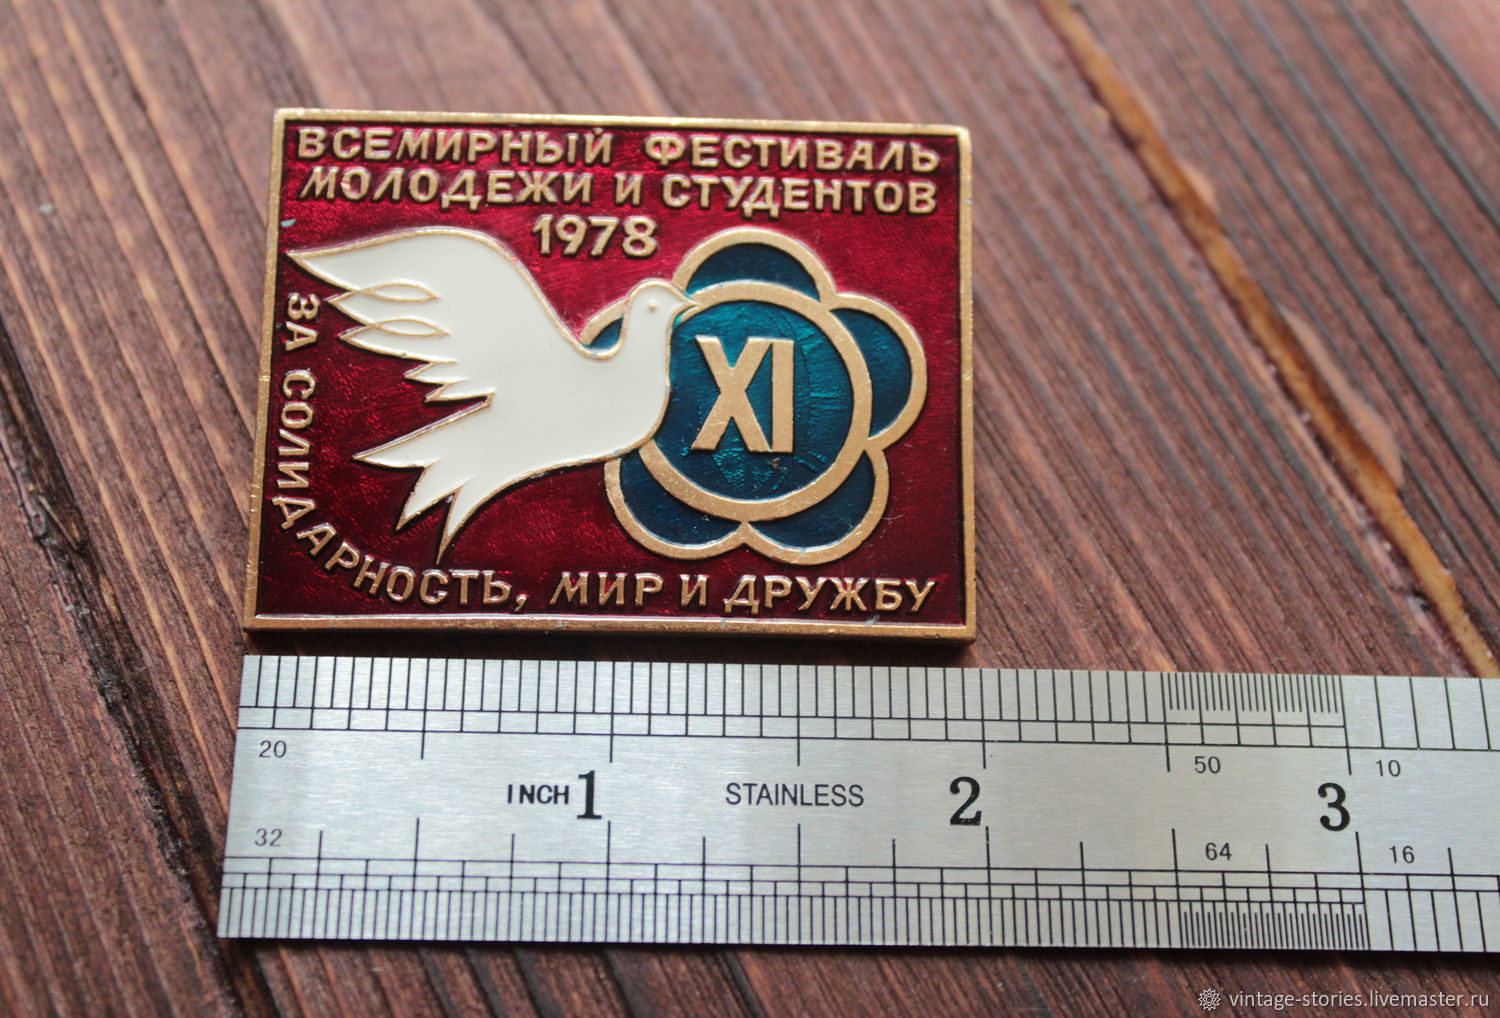 ВСЕМИРНЫЙ ФЕСТИВАЛЬ
МОЛОДЕЖИ И СТУДЕНТОВ
1978
XI
ЗА СОЛИДАРНОСТЬ, МИР И ДРУЖБУ
20 50 10
INCH 1 STAINLESS 2 3
32 64 16
vintage-stories.livemaster.ru